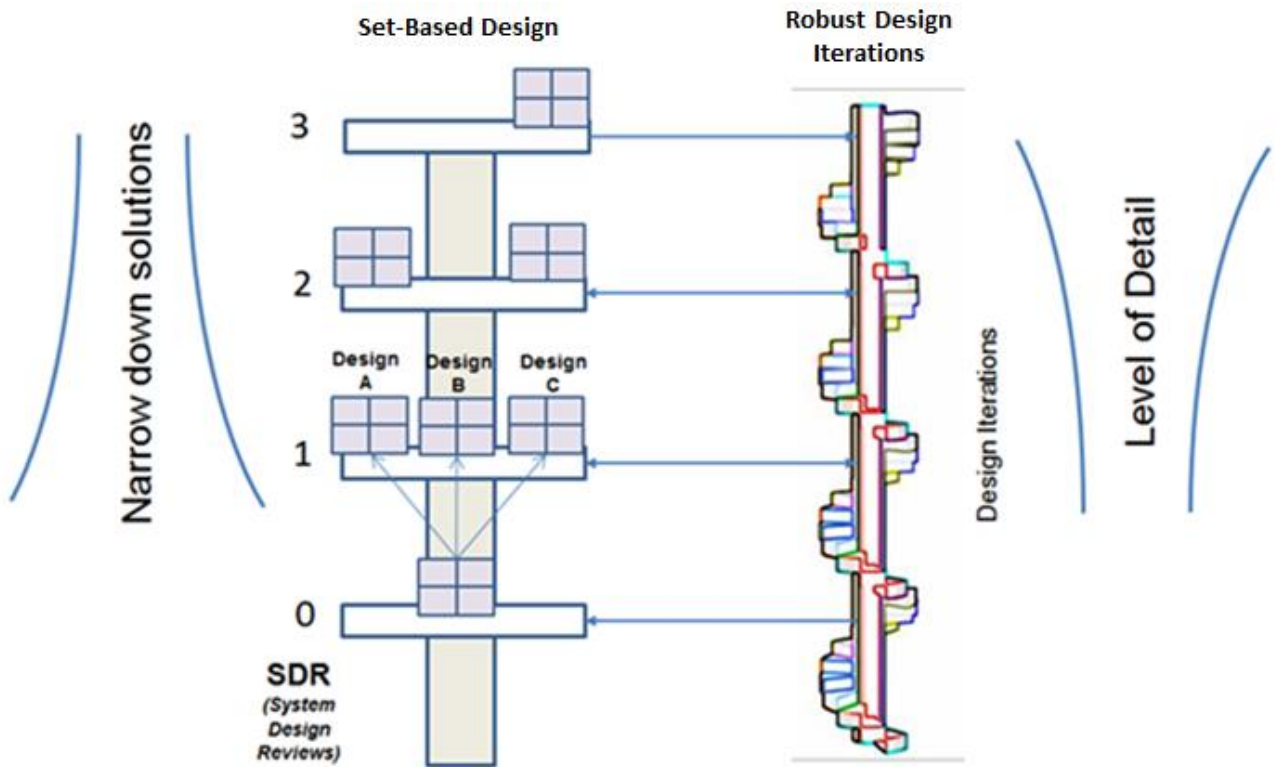 Set-Based Design
Robust Design
Iterations
Narrow down solutions
3
2
Design
A
Design
B
Design
C
1
0
SDR
(System
Design
Reviews)
Design Iterations
Level of Detail